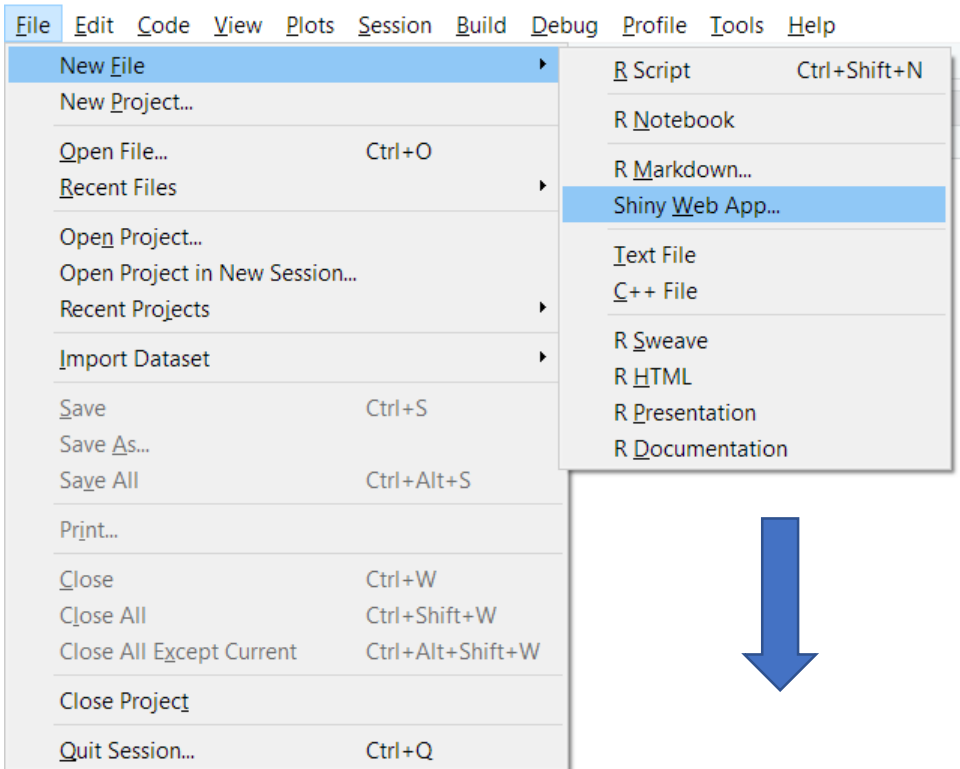 File Edit Code View Plots Session Build Debug Profile Tools Help
New File
New Project...
Open File... Ctrl+O
Recent Files
Open Project...
Open Project in New Session...
Recent Projects
Import Dataset
Save Ctrl+S
Save As...
Save All Ctrl+Alt+S
Print...
Close Ctrl+W
Close All Ctrl+Shift+W
Close All Except Current Ctrl+Alt+Shift+W
Close Project
Quit Session... Ctrl+Q
R Script Ctrl+Shift+N
R Notebook
R Markdown...
Shiny Web App...
Text File
C++ File
R Sweave
R HTML
R Presentation
R Documentation